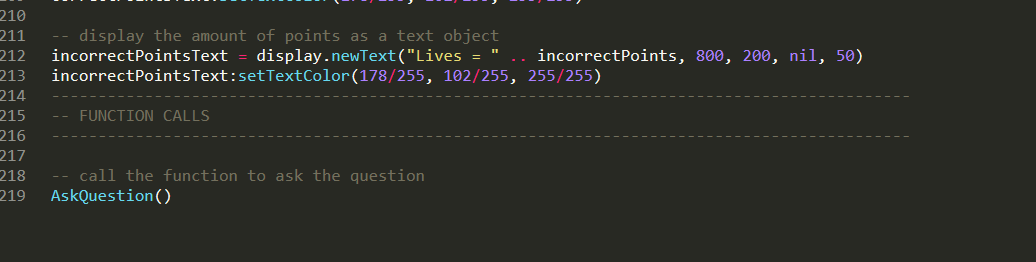 210
211 -- display the amount of points as a text object
212 incorrectPointsText = display.newText("Lives = " .. incorrectPoints, 800, 200, nil, 50)
213 incorrectPointsText:setTextColor(178/255, 102/255, 255/255)
214 --------------------------------------------------------------------------------------------
215 -- FUNCTION CALLS
216 --------------------------------------------------------------------------------------------
217
218 -- call the function to ask the question
219 AskQuestion()